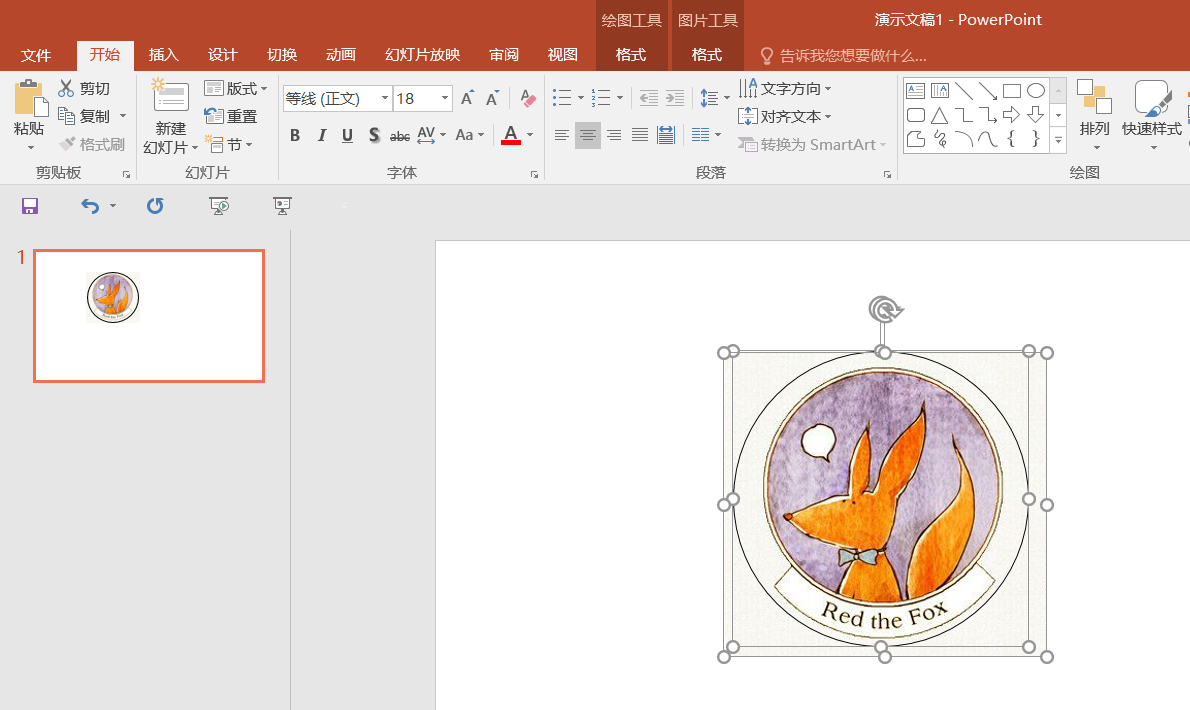 绘图工具 图片工具 演示文稿1 - PowerPoint
文件 开始 插入 设计 切换 动画 幻灯片放映 审阅 视图 格式 格式 告诉我您想要做什么...
粘贴 剪切 复制 格式刷
剪贴板
新建
幻灯片 版式 重置 节
幻灯片
等线 (正文) 18
B I U S abc AV Aa A
字体
文字方向
对齐文本
转换为 SmartArt
段落
排列 快速样式
绘图
1
Red the Fox